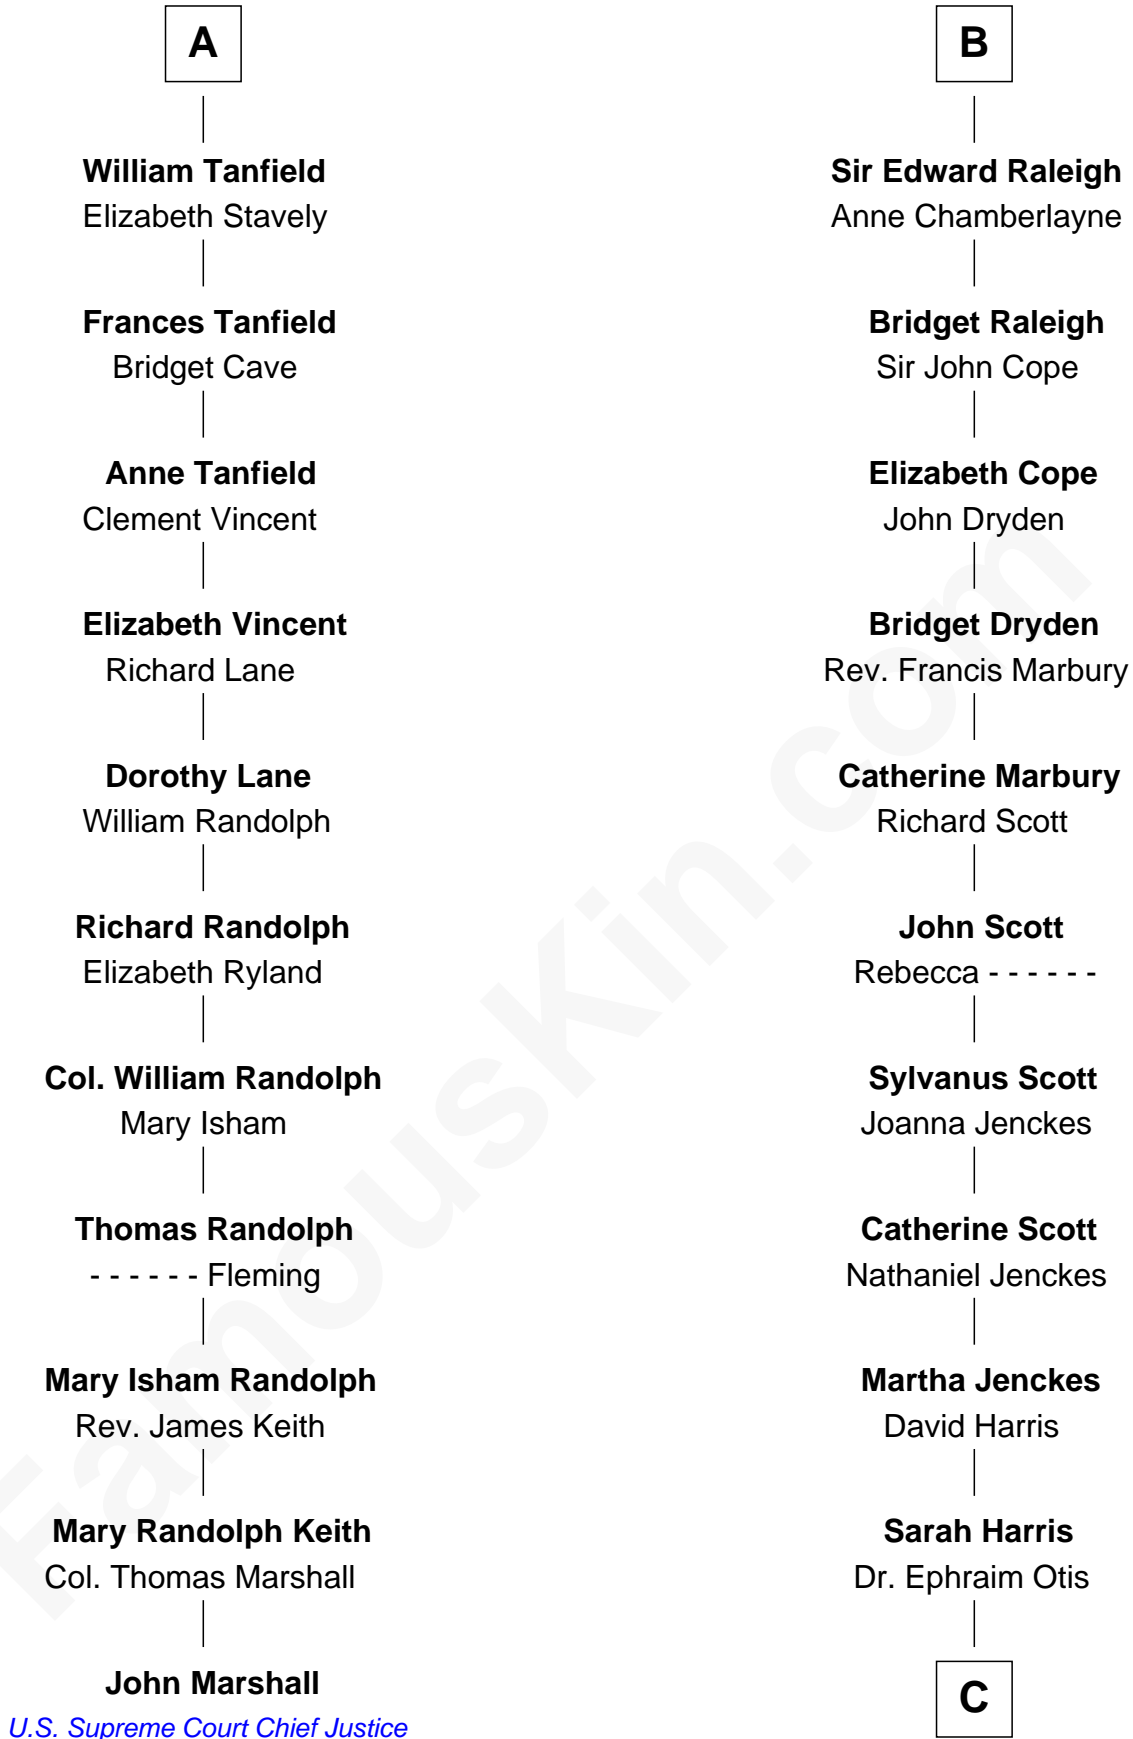 A
William Tanfield
Elizabeth Stavely
Frances Tanfield
Bridget Cave
Anne Tanfield
Clement Vincent
Elizabeth Vincent
Richard Lane
Dorothy Lane
William Randolph
Richard Randolph
Elizabeth Ryland
Col. William Randolph
Mary Isham
Thomas Randolph
- - - - - - Fleming
Mary Isham Randolph
Rev. James Keith
Mary Randolph Keith
Col. Thomas Marshall
John Marshall
U.S. Supreme Court Chief Justice
B
Sir Edward Raleigh
Anne Chamberlayne
Bridget Raleigh
Sir John Cope
Elizabeth Cope
John Dryden
Bridget Dryden
Rev. Francis Marbury
Catherine Marbury
Richard Scott
John Scott
Rebecca - - - - - -
Sylvanus Scott
Joanna Jenckes
Catherine Scott
Nathaniel Jenckes
Martha Jenckes
David Harris
Sarah Harris
Dr. Ephraim Otis
C
FamousKin.com